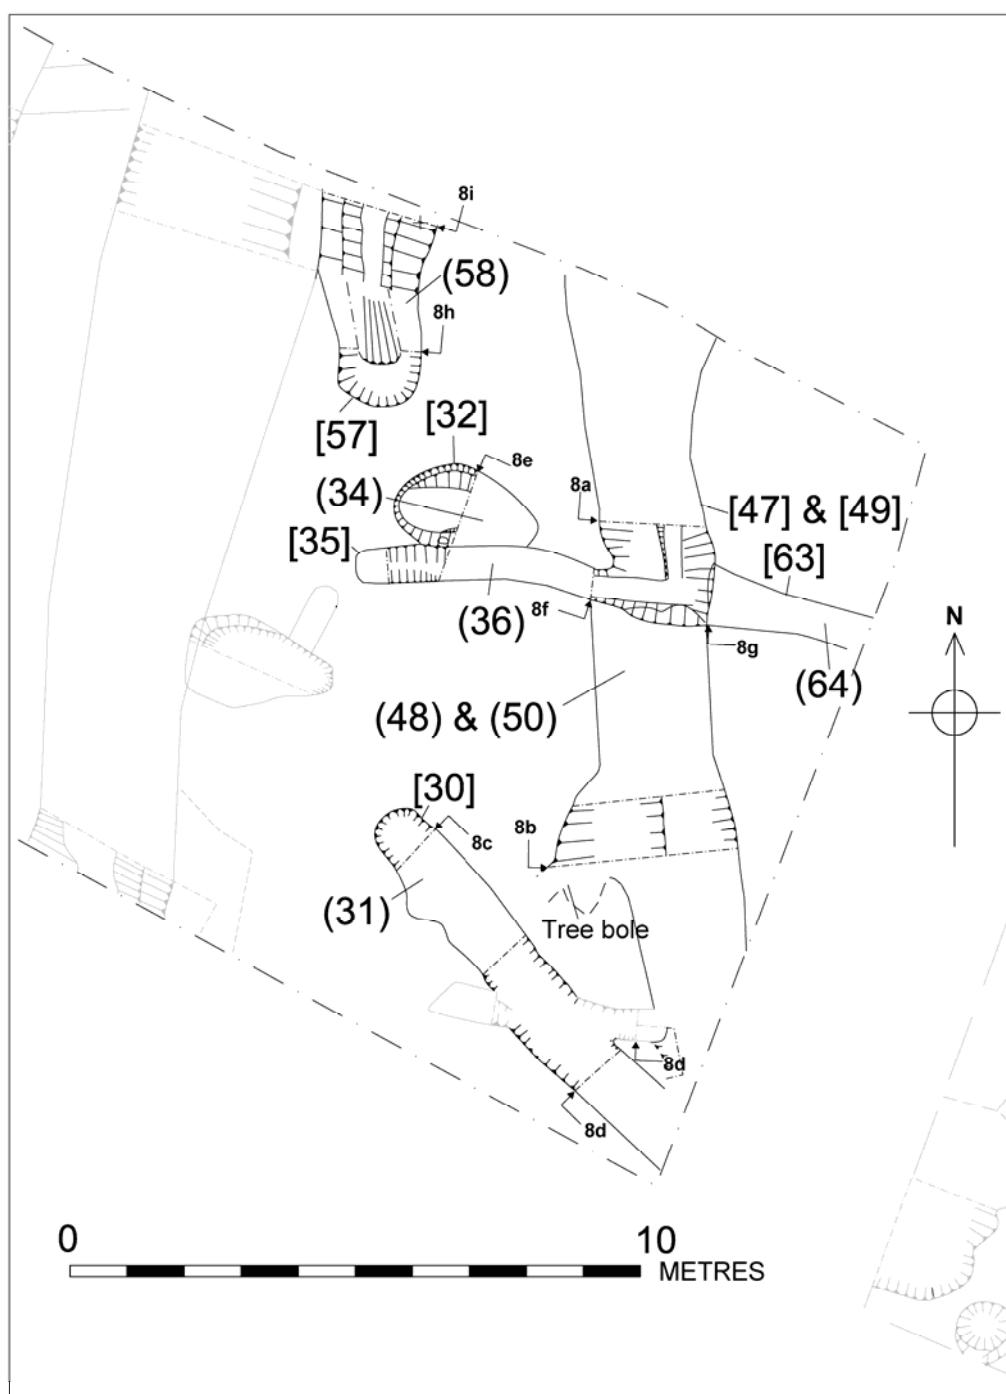 8i
(58)
8h
[57]
[32]
8e
(34)
8a
[47] & [49]
[35]
[63]
(36)
8f
8g
N
(64)
(48) & (50)
[30]
8c
8b
(31)
Tree bole
8d
8d
0
10
METRES